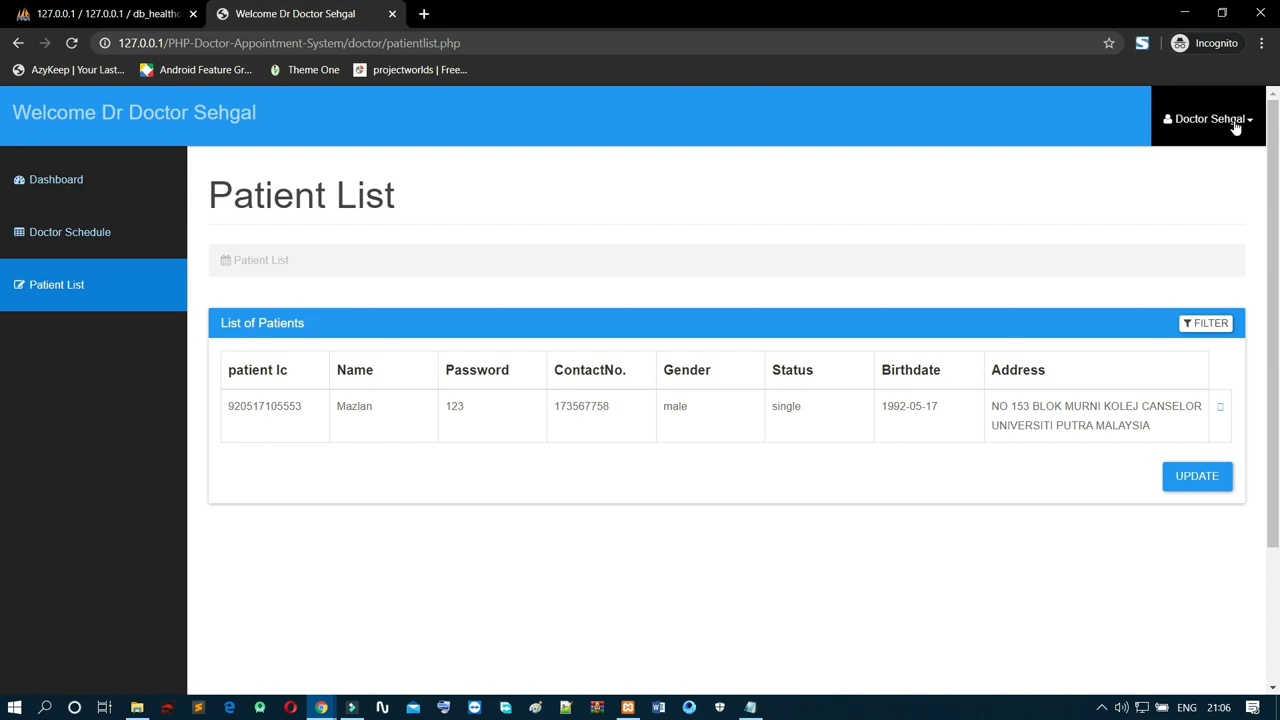 127.0.0.1 / 127.0.0.1 / db_healthc
Welcome Dr Doctor Sehgal
127.0.0.1/PHP-Doctor-Appointment-System/doctor/patientlist.php
Incognito
AzyKeep | Your Last...
Android Feature Gr...
Theme One
projectworlds | Free...
Welcome Dr Doctor Sehgal
Doctor Sehgal
Dashboard
Doctor Schedule
Patient List
Patient List
Patient List
List of Patients
FILTER
patient Ic Name Password ContactNo. Gender Status Birthdate Address
920517105553 Mazlan 123 173567758 male single 1992-05-17 NO 153 BLOK MURNI KOLEJ CANSELOR
UNIVERSITI PUTRA MALAYSIA
UPDATE
ENG 21:06